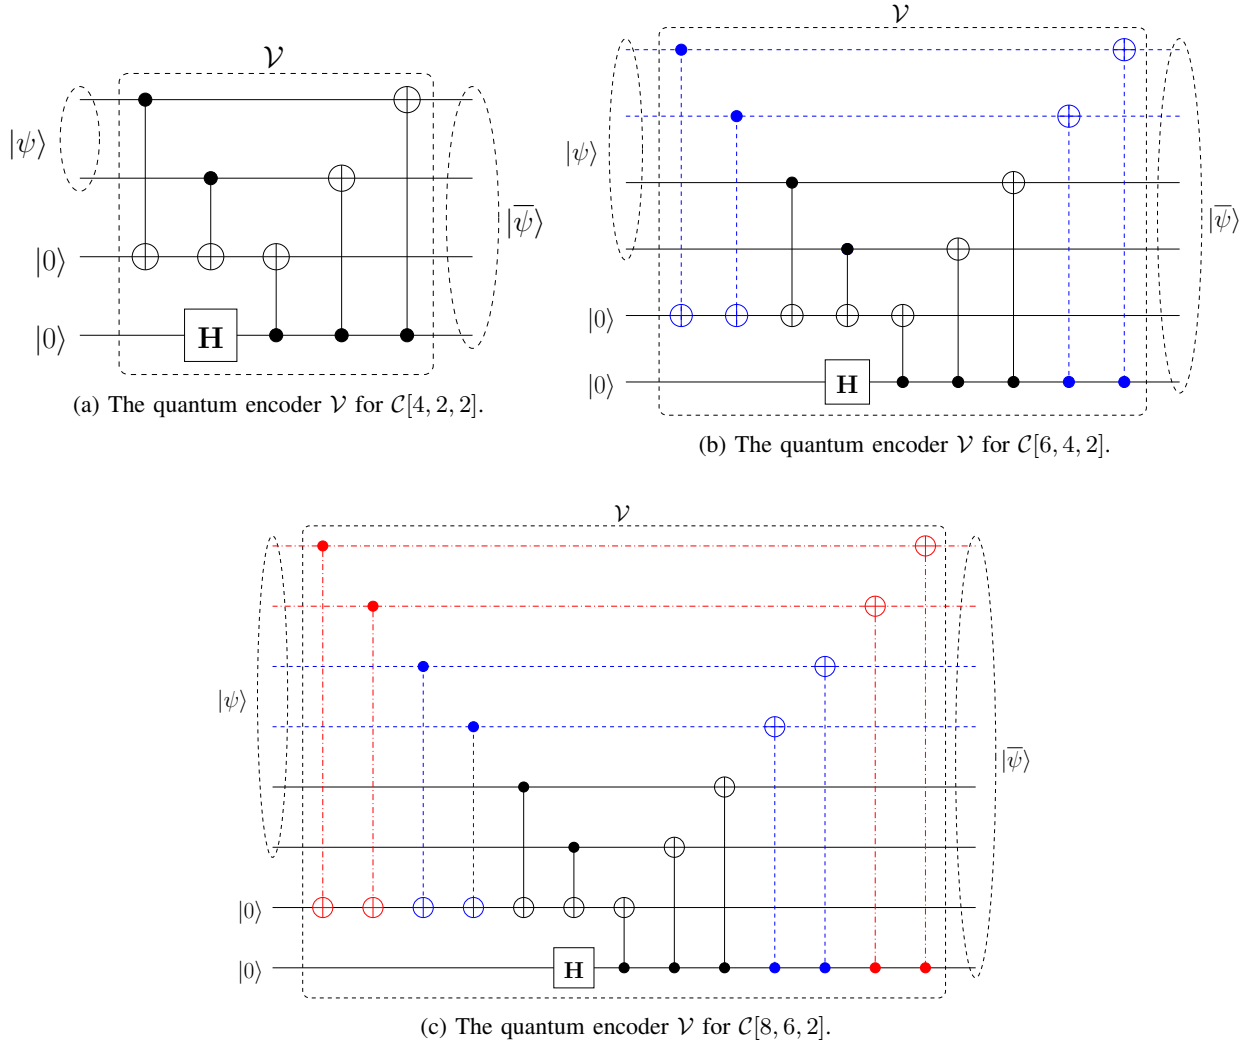 𝒱
𝒱
|ψ⟩
|0⟩
|0⟩
H
|ψ̅⟩
(a) The quantum encoder 𝒱 for 𝒞[4, 2, 2].
|ψ⟩
|0⟩
|0⟩
H
|ψ̅⟩
(b) The quantum encoder 𝒱 for 𝒞[6, 4, 2].
𝒱
|ψ⟩
|0⟩
|0⟩
H
|ψ̅⟩
(c) The quantum encoder 𝒱 for 𝒞[8, 6, 2].